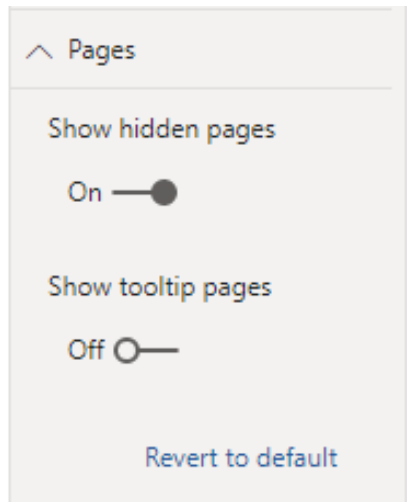 Pages
Show hidden pages
On
Show tooltip pages
Off
Revert to default